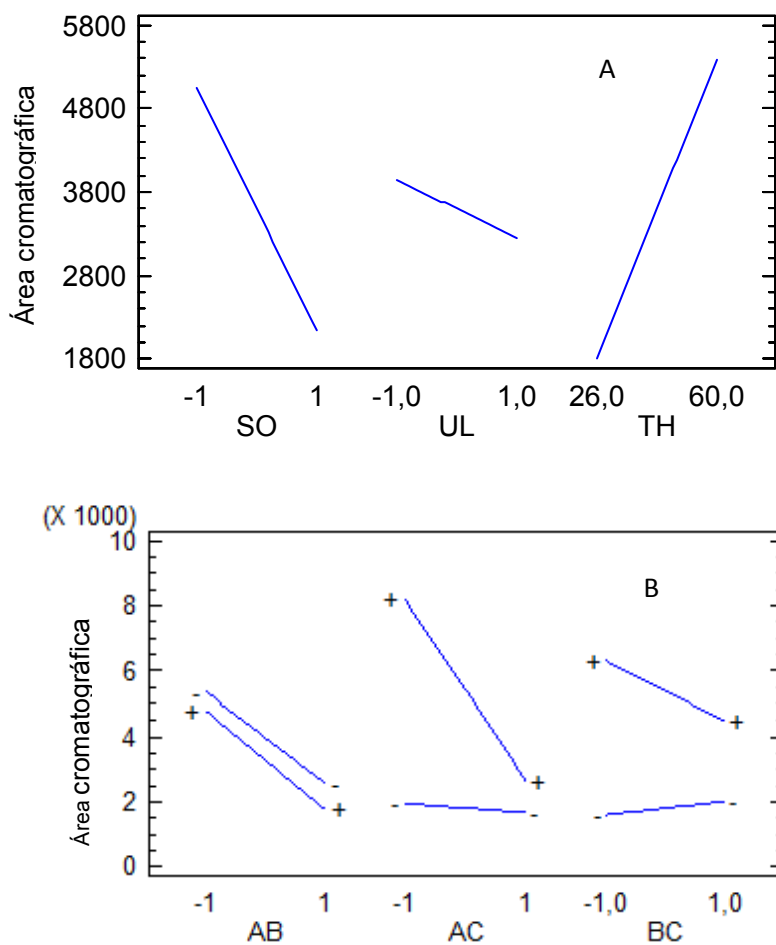 5800
A
4800
3800
2800
1800
Área cromatográfica
-1 1 -1,0 1,0 26,0 60,0
SO UL TH
(X 1000)
10
B
8
+
6
+
- +
4
+
2
- + - + - - -
0
Área cromatográfica
-1 1 -1 1 -1,0 1,0
AB AC BC